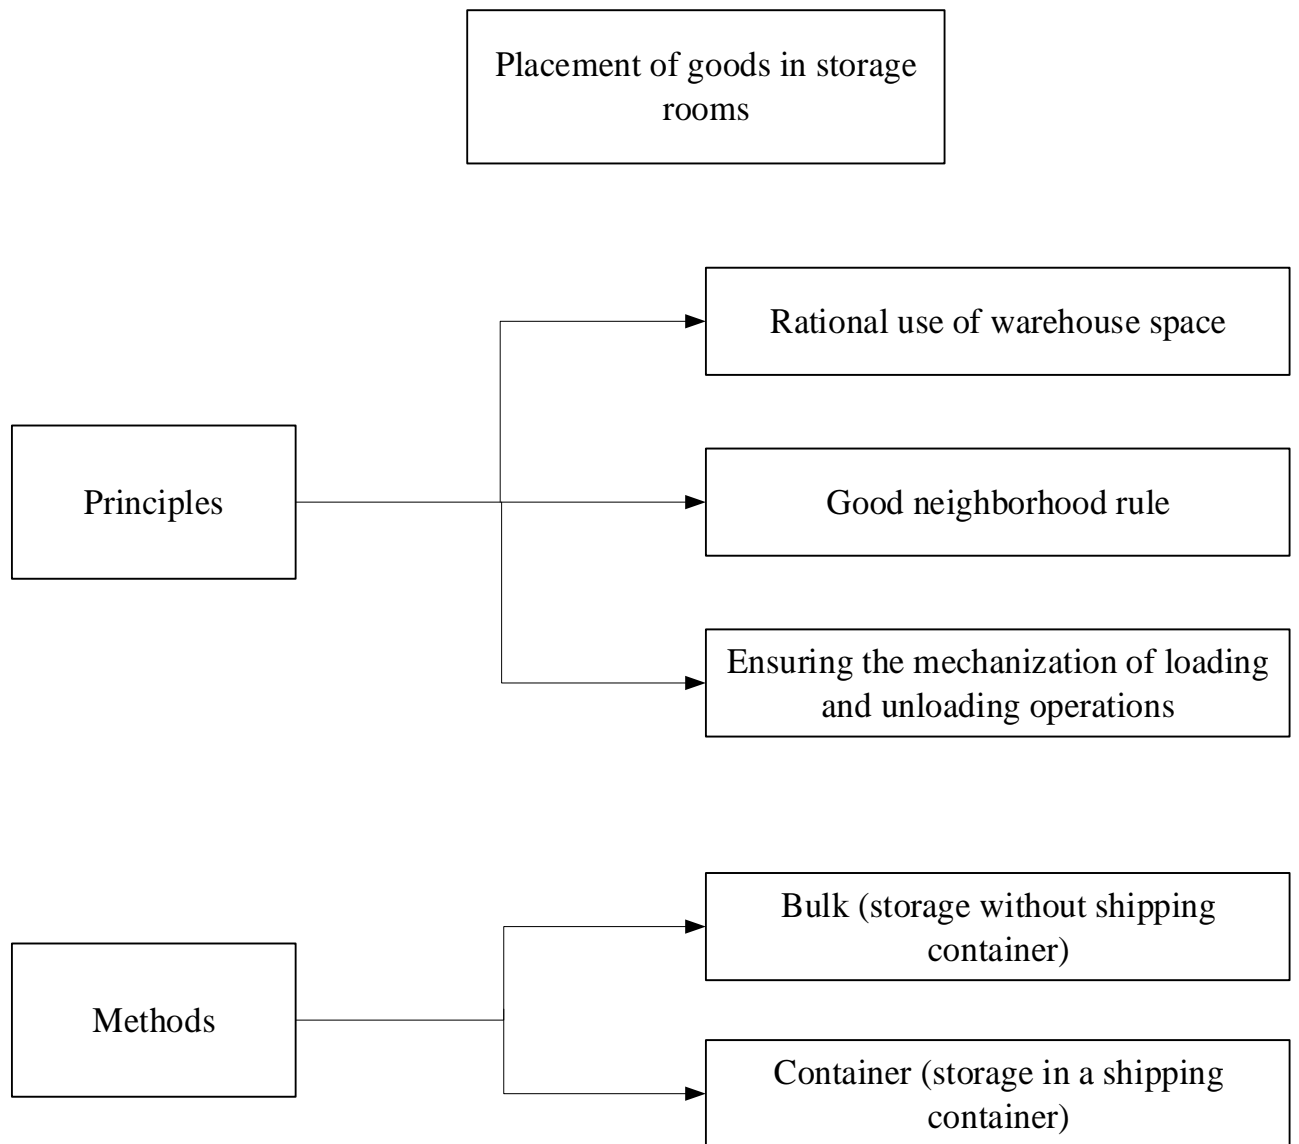 Placement of goods in storage
rooms
Rational use of warehouse space
Principles
Good neighborhood rule
Ensuring the mechanization of loading
and unloading operations
Bulk (storage without shipping
container)
Methods
Container (storage in a shipping
container)